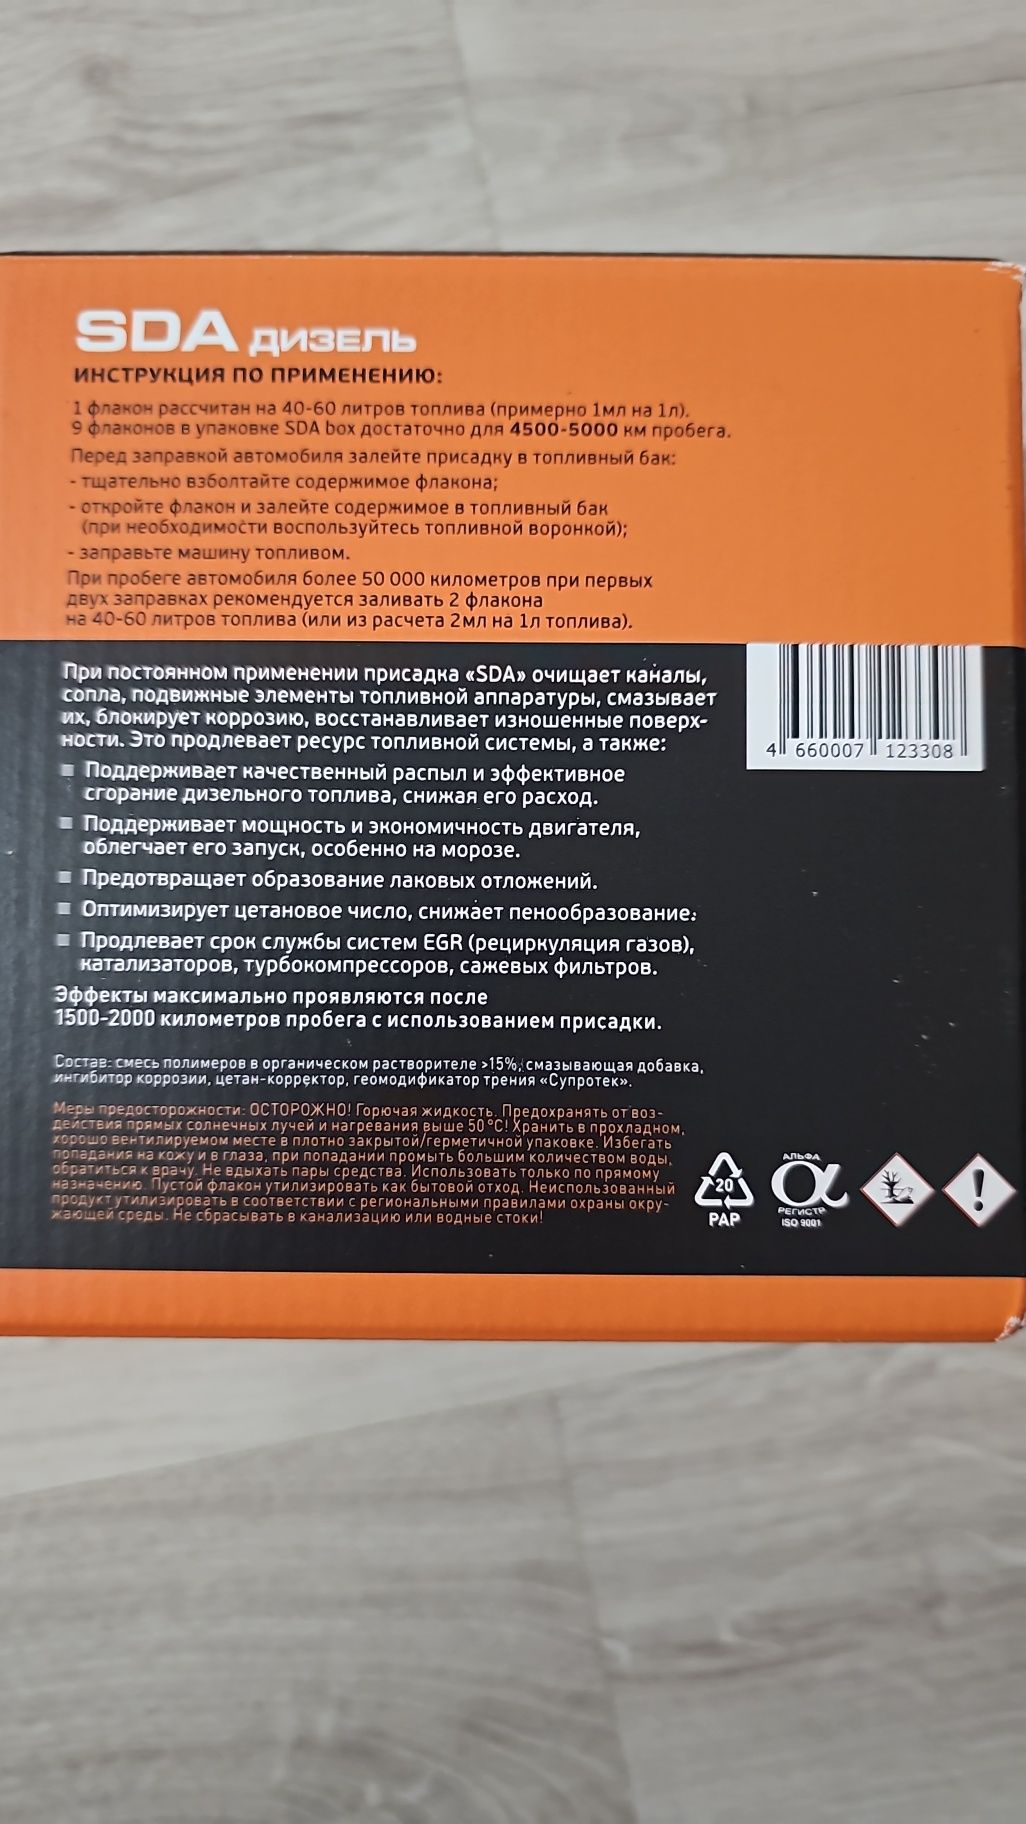 SDA ДИЗЕЛЬ
ИНСТРУКЦИЯ ПО ПРИМЕНЕНИЮ:
1 флакон рассчитан на 40-60 литров топлива (примерно 1мл на 1л).
9 флаконов в упаковке SDA box достаточно для 4500-5000 км пробега.
Перед заправкой автомобиля залейте присадку в топливный бак:
- тщательно взболтайте содержимое флакона;
- откройте флакон и залейте содержимое в топливный бак
(при необходимости воспользуйтесь топливной воронкой);
- заправьте машину топливом.
При пробеге автомобиля более 50 000 километров при первых
двух заправках рекомендуется заливать 2 флакона
на 40-60 литров топлива (или из расчета 2мл на 1л топлива).
При постоянном применении присадка «SDA» очищает каналы,
сопла, подвижные элементы топливной аппаратуры, смазывает
их, блокирует коррозию, восстанавливает изношенные поверх-
ности. Это продлевает ресурс топливной системы, а также:
4 660007 123308
Поддерживает качественный распыл и эффективное
сгорание дизельного топлива, снижая его расход.
Поддерживает мощность и экономичность двигателя,
облегчает его запуск, особенно на морозе.
Предотвращает образование лаковых отложений.
Оптимизирует цетановое число, снижает пенообразование.
Продлевает срок службы систем EGR (рециркуляция газов),
катализаторов, турбокомпрессоров, сажевых фильтров.
Эффекты максимально проявляются после
1500-2000 километров пробега с использованием присадки.
Состав: смесь полимеров в органическом растворителе >15%, смазывающая добавка,
ингибитор коррозии, цетан-корректор, геомодификатор трения «Супротек».
Меры предосторожности: ОСТОРОЖНО! Горючая жидкость. Предохранять от воз-
действия прямых солнечных лучей и нагревания выше 50 °С! Хранить в прохладном,
хорошо вентилируемом месте в плотно закрытой/герметичной упаковке. Избегать
попадания на кожу и в глаза, при попадании промыть большим количеством воды,
обратиться к врачу. Не вдыхать пары средства. Использовать только по прямому
назначению. Пустой флакон утилизировать как бытовой отход. Неиспользованный
продукт утилизировать в соответствии с региональными правилами охраны окру-
жающей среды. Не сбрасывать в канализацию или водные стоки!
20
PAP
АЛЬФА
РЕГИСТР
ISO 9001